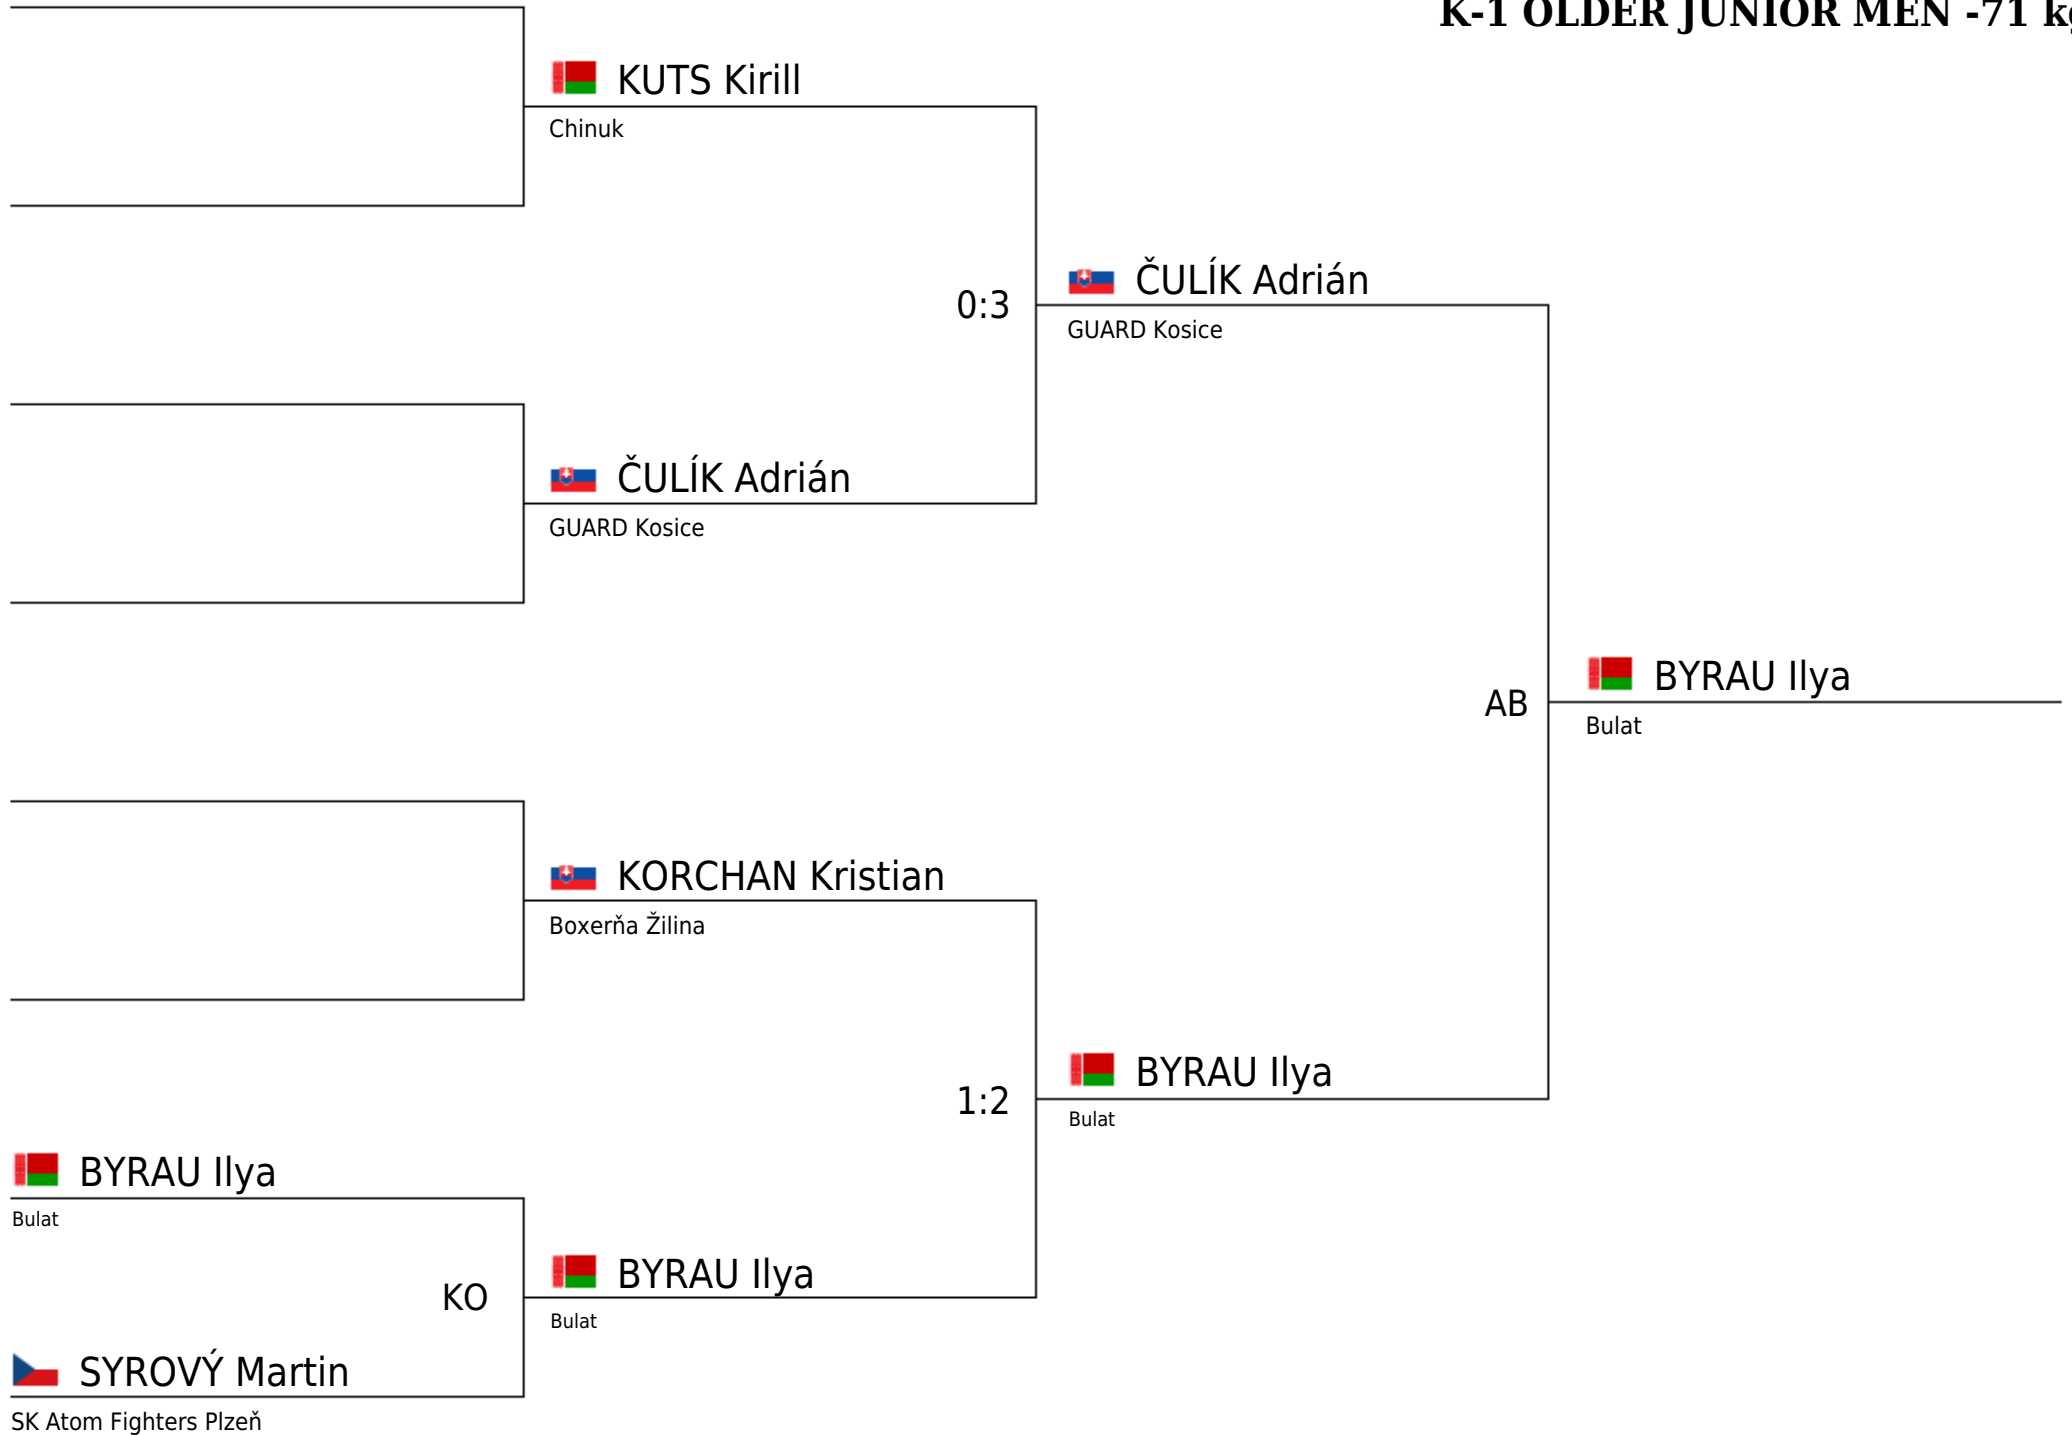 K-1 OLDER JUNIOR MEN -71
KUTS Kirill
Chinuk
0:3
ČULÍK Adrián
GUARD Kosice
ČULÍK Adrián
GUARD Kosice
AB
BYRAU Ilya
Bulat
KORCHAN Kristian
Boxerňa Žilina
1:2
BYRAU Ilya
Bulat
BYRAU Ilya
Bulat
KO
BYRAU Ilya
Bulat
SYROVÝ Martin
SK Atom Fighters Plzeň